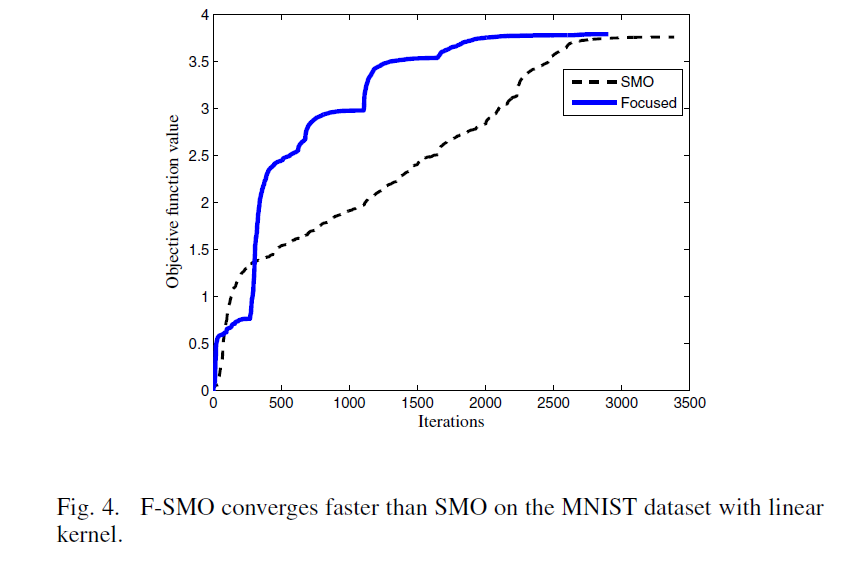 4
3.5
3
2.5
2
1.5
1
0.5
0
Objective function value
SMO
Focused
0 500 1000 1500 2000 2500 3000 3500
Iterations
Fig. 4. F-SMO converges faster than SMO on the MNIST dataset with linear
kernel.